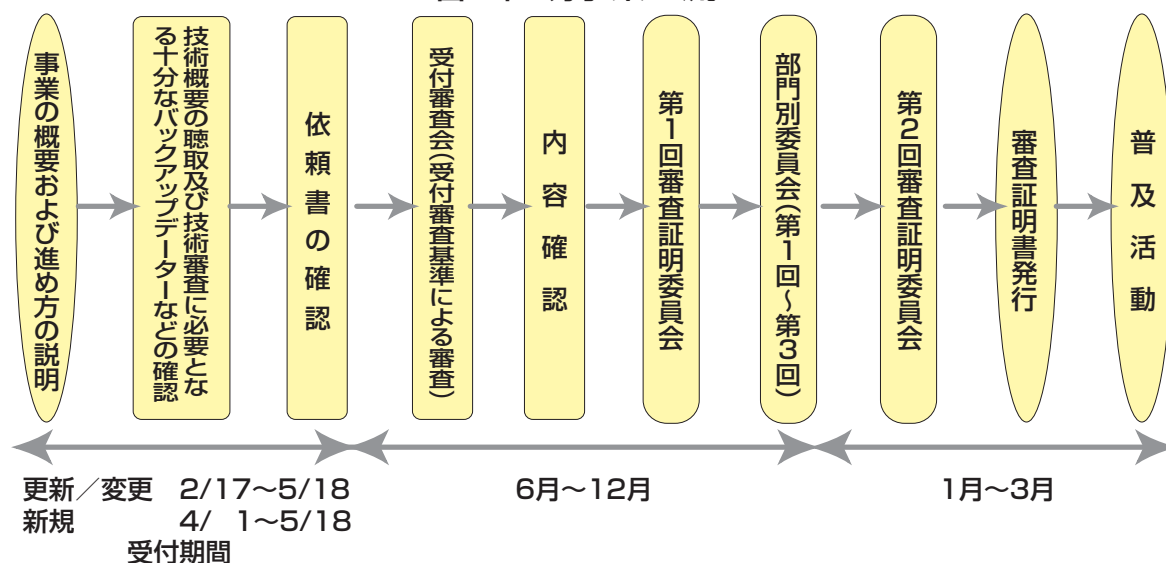 事業の概要および進め方の説明
技術概要の聴取及び技術審査に必要とな
る十分なバックアップデーターなどの確認
依頼書の確認
受付審査会(受付審査基準による審査)
内容確認
第1回審査証明委員会
部門別委員会(第1回～第3回)
第2回審査証明委員会
審査証明書発行
普及活動
更新／変更 2/17～5/18
新規 4/ 1～5/18
受付期間
6月～12月
1月～3月